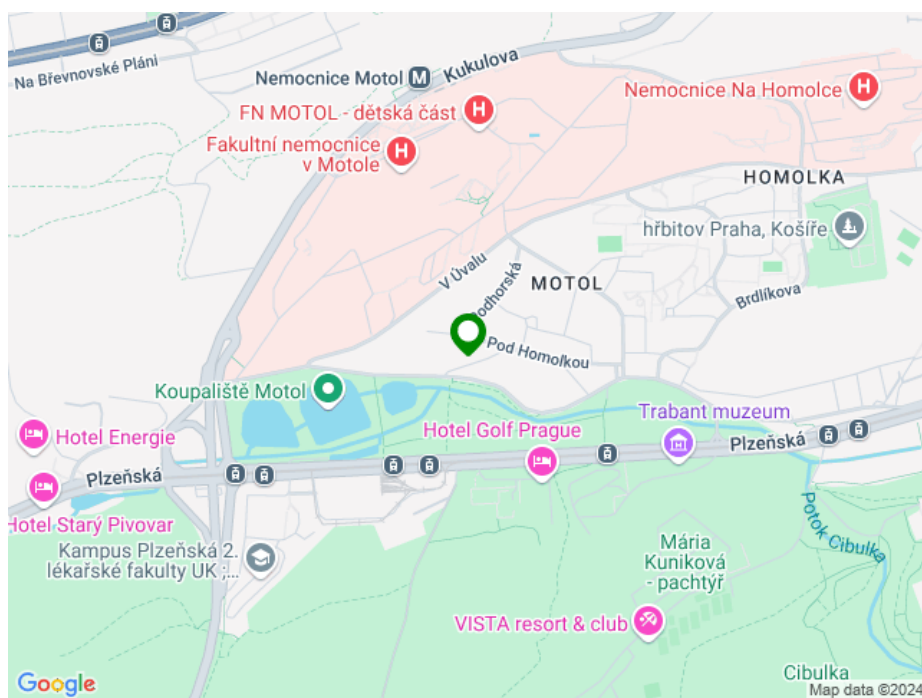 Na Břevnovské Pláni
Nemocnice Motol
M
Kukulova
FN MOTOL - dětská část
H
Fakultní nemocnice
v Motole
H
Nemocnice Na Homolce
H
HOMOLKA
hřbitov Praha, Košíře
V Úvalu
Podhorská
MOTOL
Brdlíkova
Pod Homolkou
Koupaliště Motol
Trabant muzeum
Hotel Energie
Hotel Golf Prague
Plzeňská
Plzeňská
Hotel Starý Pivovar
Potok Cibulka
Kampus Plzeňská 2.
lékařské fakulty UK ;...
Mária
Kuniková
- pachtýř
VISTA resort & club
Cibulka
Google
Map data ©2024